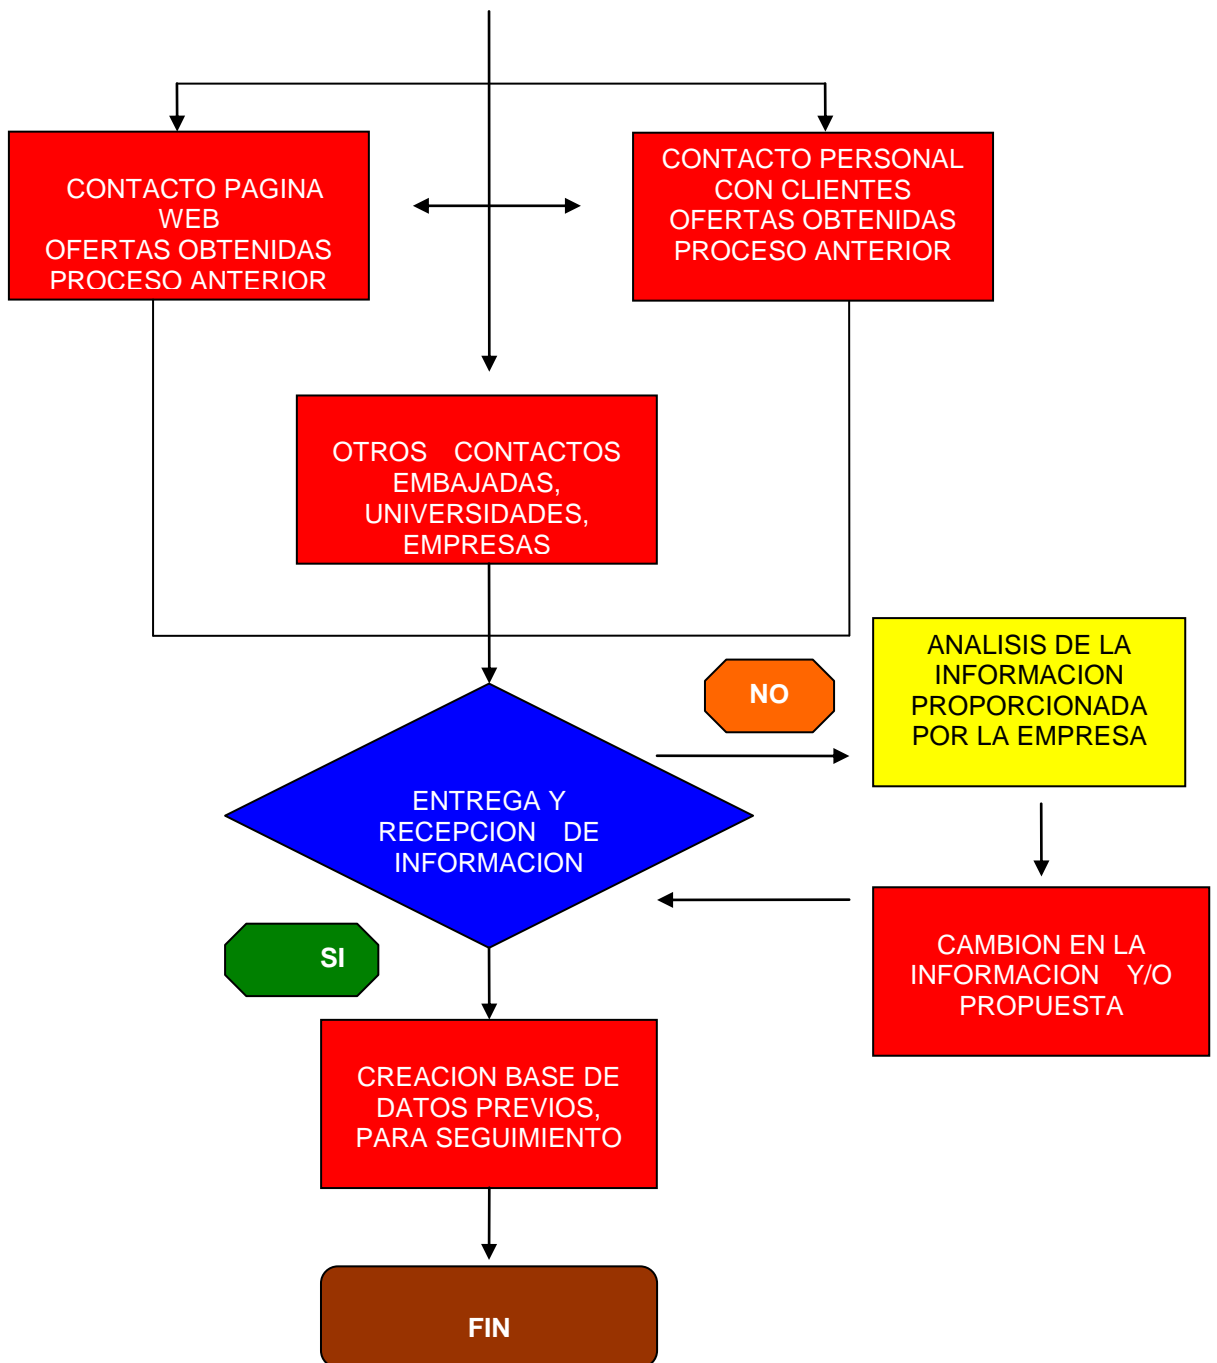 CONTACTO PAGINA
WEB
OFERTAS OBTENIDAS
PROCESO ANTERIOR
CONTACTO PERSONAL
CON CLIENTES
OFERTAS OBTENIDAS
PROCESO ANTERIOR
OTROS CONTACTOS
EMBAJADAS,
UNIVERSIDADES,
EMPRESAS
NO
ANALISIS DE LA
INFORMACION
PROPORCIONADA
POR LA EMPRESA
ENTREGA Y
RECEPCION DE
INFORMACION
SI
CAMBION EN LA
INFORMACION Y/O
PROPUESTA
CREACION BASE DE
DATOS PREVIOS,
PARA SEGUIMIENTO
FIN